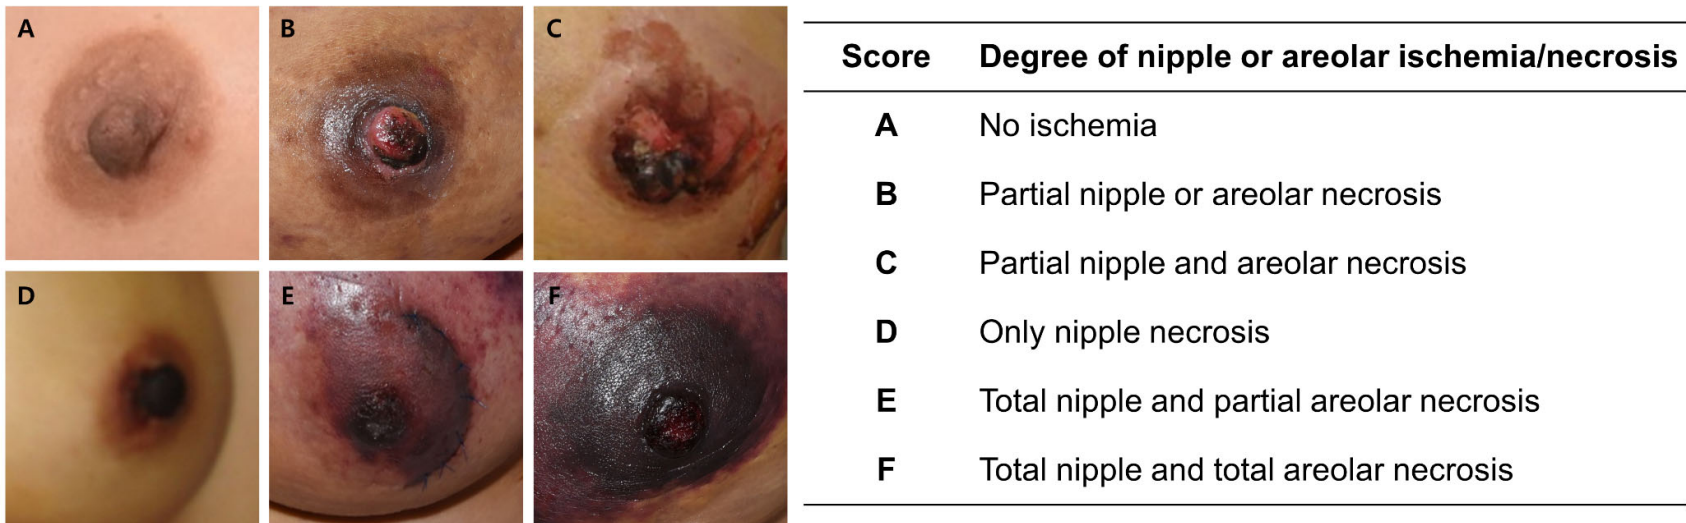 A
B
C
D
E
F
Score Degree of nipple or areolar ischemia/necrosis
A No ischemia
B Partial nipple or areolar necrosis
C Partial nipple and areolar necrosis
D Only nipple necrosis
E Total nipple and partial areolar necrosis
F Total nipple and total areolar necrosis